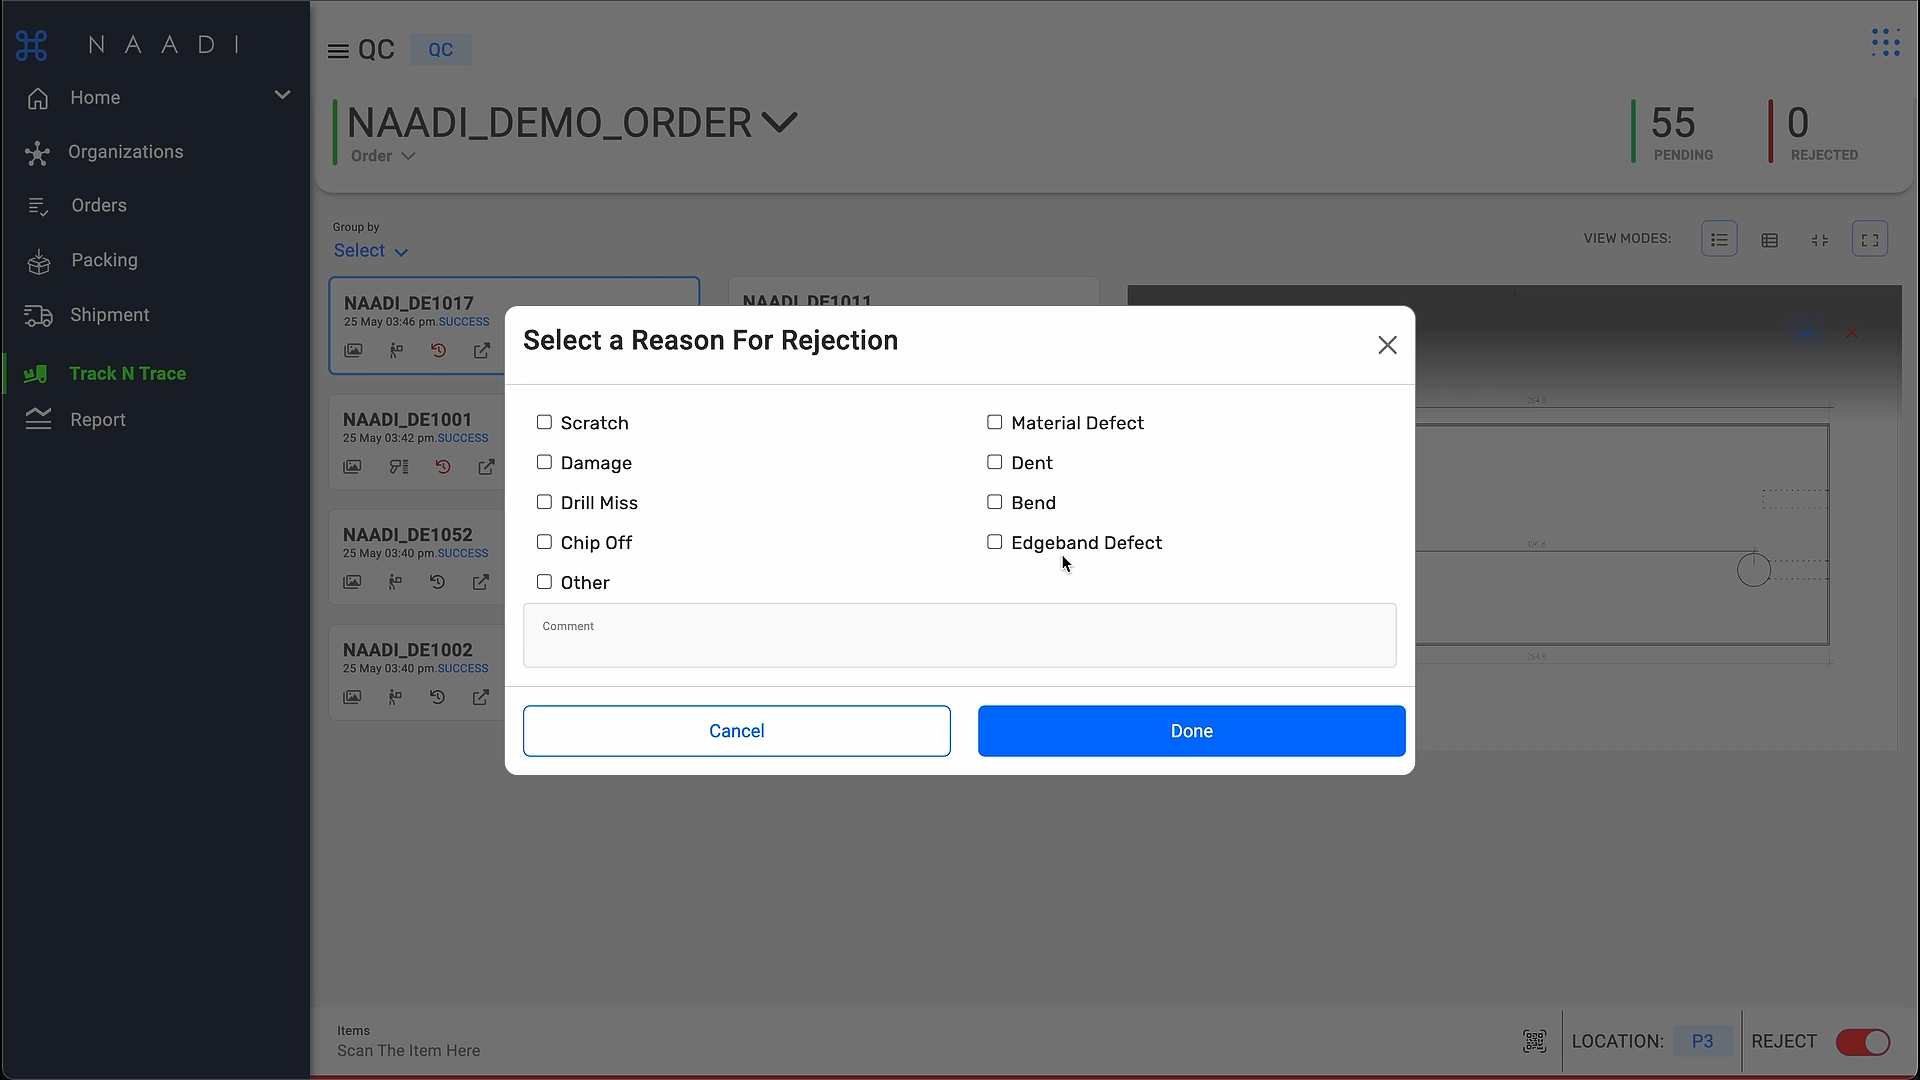 NAADI
Home
Organizations
Orders
Packing
Shipment
Track N Trace
Report
QC
QC
NAADI_DEMO_ORDER
Order
55
PENDING
0
REJECTED
Group by
Select
VIEW MODES:
NAADI_DE1017
25 May 03:46 pm.SUCCESS
NAADI_DE1011
NAADI_DE1001
25 May 03:42 pm.SUCCESS
NAADI_DE1052
25 May 03:40 pm.SUCCESS
NAADI_DE1002
25 May 03:40 pm.SUCCESS
Select a Reason For Rejection
Scratch
Material Defect
Damage
Dent
Drill Miss
Bend
Chip Off
Edgeband Defect
Other
Comment
Cancel
Done
Items
Scan The Item Here
LOCATION:
P3
REJECT